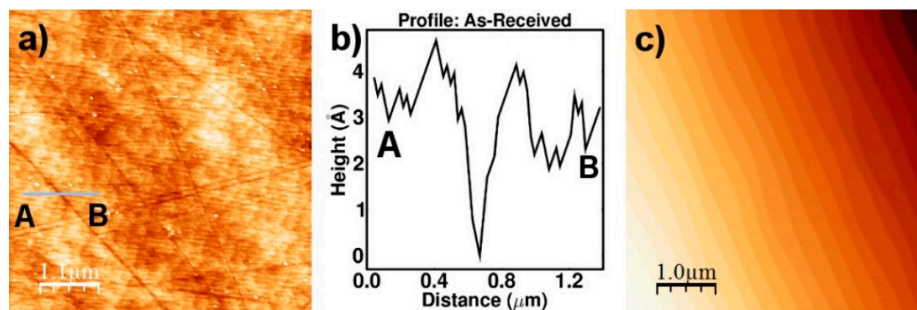 a)
A
B
1.1μm
b)
Profile: As-Received
Height (Å)
4
3
2
1
0
A
B
0.0
0.4
0.8
1.2
Distance (μm)
c)
1.0μm